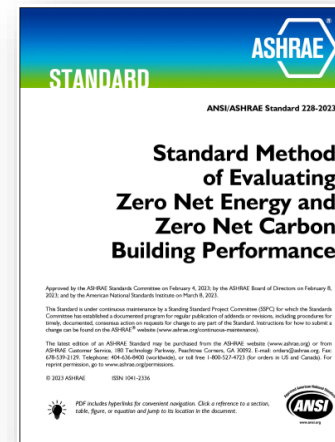 ASHRAE®
STANDARD
ANSI/ASHRAE Standard 228-2023
Standard Method
of Evaluating
Zero Net Energy and
Zero Net Carbon
Building Performance
Approved by the ASHRAE Standards Committee on February 4, 2023; by the ASHRAE Board of Directors on February 8,
2023; and by the American National Standards Institute on March 8, 2023.
This Standard is under continuous maintenance by a Standing Standard Project Committee (SSPC) for which the Standards
Committee has established a documented program for regular publication of addenda or revisions, including procedures for
timely, documented, consensus action on requests for change to any part of the Standard. Instructions for how to submit a
change can be found on the ASHRAE® website (www.ashrae.org/continuous-maintenance).
The latest edition of an ASHRAE Standard may be purchased from the ASHRAE website (www.ashrae.org) or from
ASHRAE Customer Service, 180 Technology Parkway, Peachtree Corners, GA 30092. E-mail: orders@ashrae.org. Fax:
678-539-2129. Telephone: 404-636-8400 (worldwide), or toll free 1-800-527-4723 (for orders in US and Canada). For
reprint permission, go to www.ashrae.org/permissions.
© 2023 ASHRAE ISSN 1041-2336
PDF includes hyperlinks for convenient navigation. Click a reference to a section,
table, figure, or equation and jump to its location in the document.
ANSI